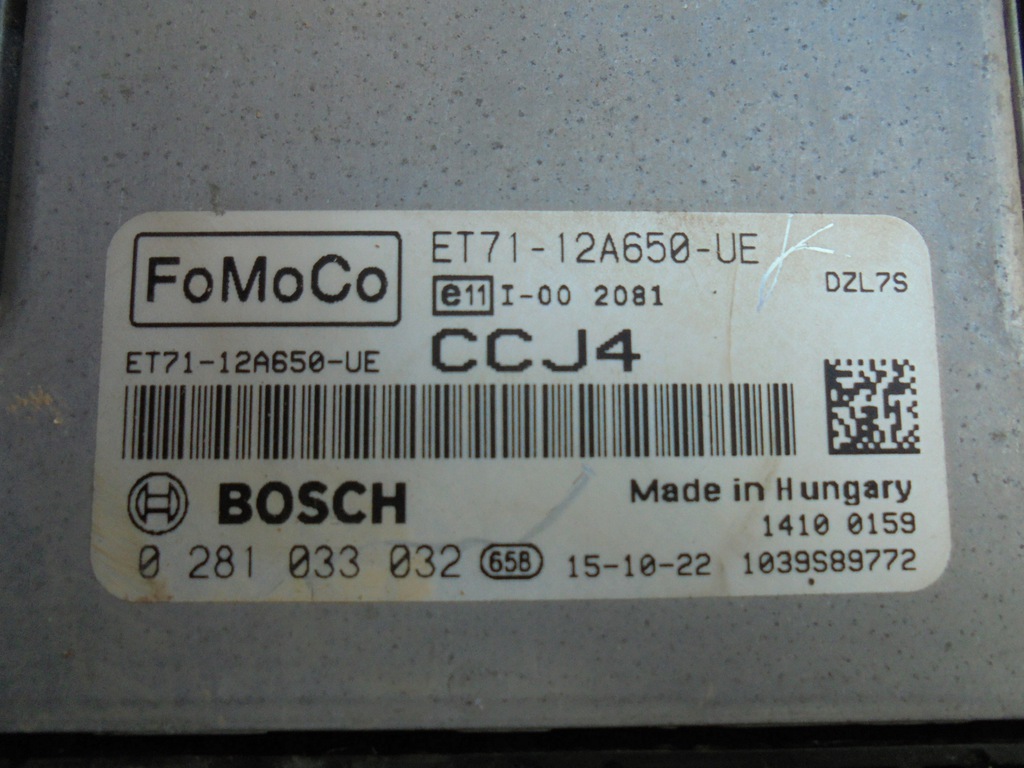 FoMoCo
ET71-12A650-UE
e11 I-00 2081
DZL7S
ET71-12A650-UE
CCJ4
BOSCH
Made in Hungary
1410 0159
0 281 033 032 658 15-10-22 1039S89772